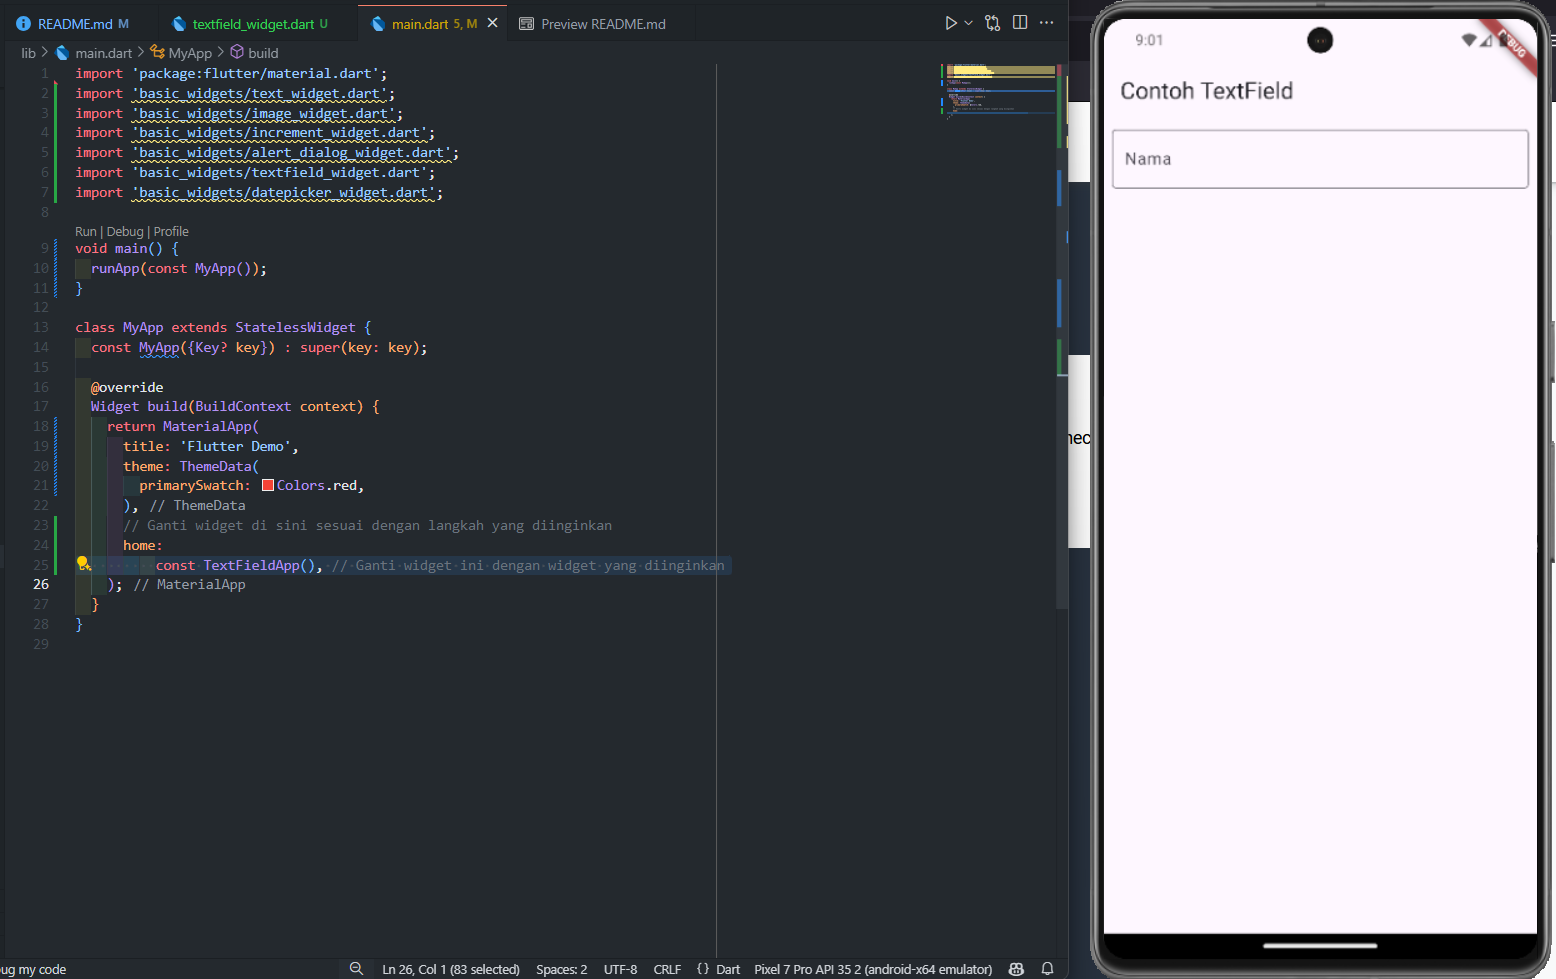 README.md M
textfield_widget.dart U
main.dart 5, M
Preview README.md
lib > main.dart > MyApp > build
1 import 'package:flutter/material.dart';
2 import 'basic_widgets/text_widget.dart';
3 import 'basic_widgets/image_widget.dart';
4 import 'basic_widgets/increment_widget.dart';
5 import 'basic_widgets/alert_dialog_widget.dart';
6 import 'basic_widgets/textfield_widget.dart';
7 import 'basic_widgets/datepicker_widget.dart';
8
Run | Debug | Profile
9 void main() {
10 runApp(const MyApp());
11 }
12
13 class MyApp extends StatelessWidget {
14 const MyApp({Key? key}) : super(key: key);
15
16 @override
17 Widget build(BuildContext context) {
18 return MaterialApp(
19 title: 'Flutter Demo',
20 theme: ThemeData(
21 primarySwatch: Colors.red,
22 ), // ThemeData
23 // Ganti widget di sini sesuai dengan langkah yang diinginkan
24 home:
25 const TextFieldApp(), // Ganti widget ini dengan widget yang diinginkan
26 ); // MaterialApp
27 }
28 }
29
ug my code
Ln 26, Col 1 (83 selected)
Spaces: 2
UTF-8
CRLF
{} Dart
Pixel 7 Pro API 35 2 (android-x64 emulator)
nec
9:01
DEBUG
Contoh TextField
Nama